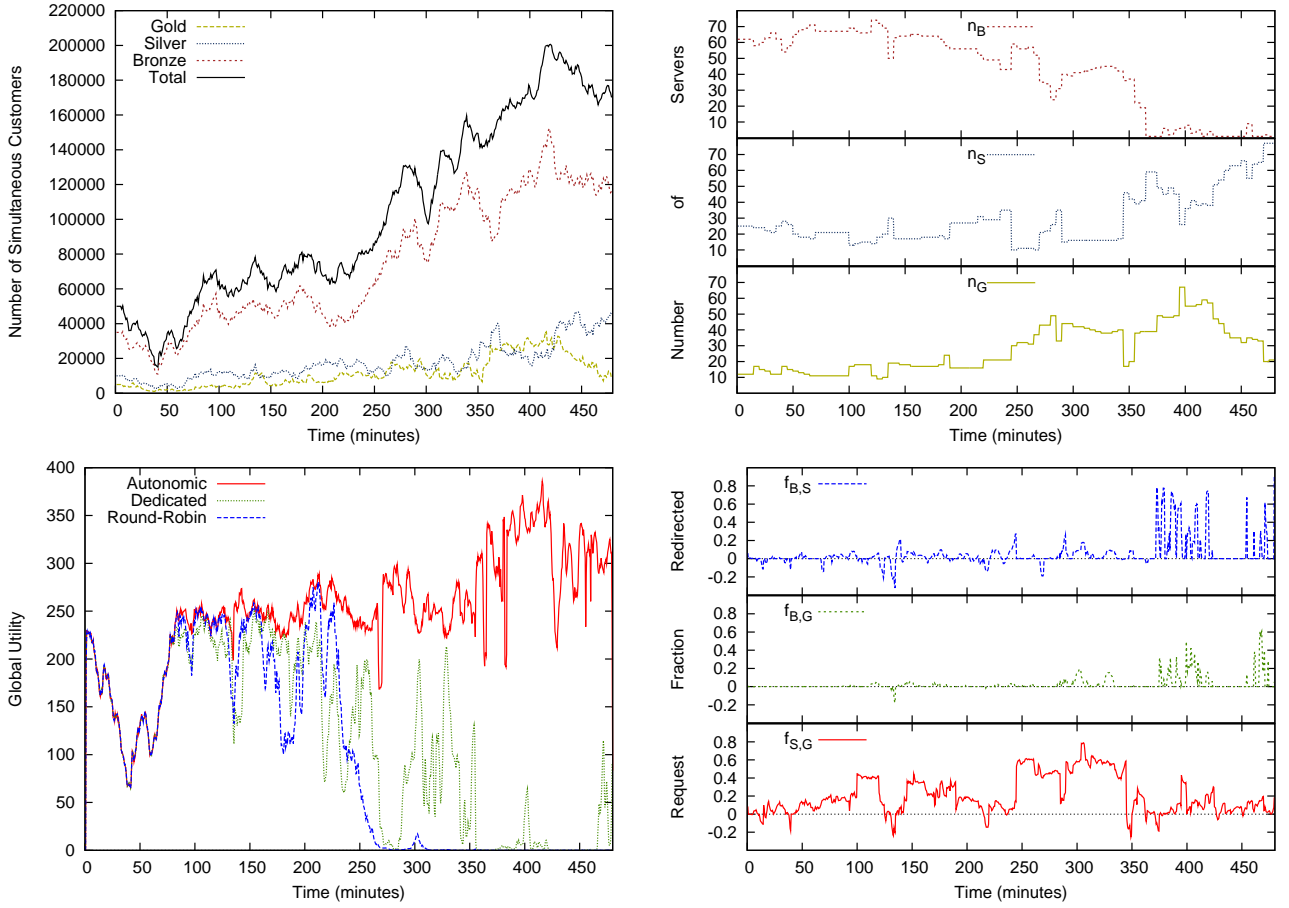 Gold
Silver
Bronze
Total
Number of Simultaneous Customers
220000
200000
180000
160000
140000
120000
100000
80000
60000
40000
20000
0
0 50 100 150 200 250 300 350 400 450
Time (minutes)
n_B
n_S
n_G
Number of Servers
70
60
50
40
30
20
10
70
60
50
40
30
20
10
70
60
50
40
30
20
10
0 50 100 150 200 250 300 350 400 450
Time (minutes)
Autonomic
Dedicated
Round-Robin
Global Utility
400
350
300
250
200
150
100
50
0
0 50 100 150 200 250 300 350 400 450
Time (minutes)
f_B,S
f_B,G
f_S,G
Request Fraction Redirected
0.8
0.6
0.4
0.2
0
-0.2
0.8
0.6
0.4
0.2
0
-0.2
0.8
0.6
0.4
0.2
0
-0.2
0 50 100 150 200 250 300 350 400 450
Time (minutes)